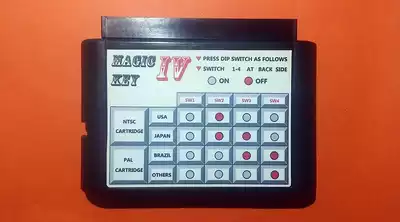 MAGIC KEY IV
▼ PRESS DIP SWITCH AS FOLLOWS
▼ SWITCH 1-4 AT BACK SIDE
ON OFF
SW1 SW2 SW3 SW4
NTSC CARTRIDGE
USA
JAPAN
PAL CARTRIDGE
BRAZIL
OTHERS